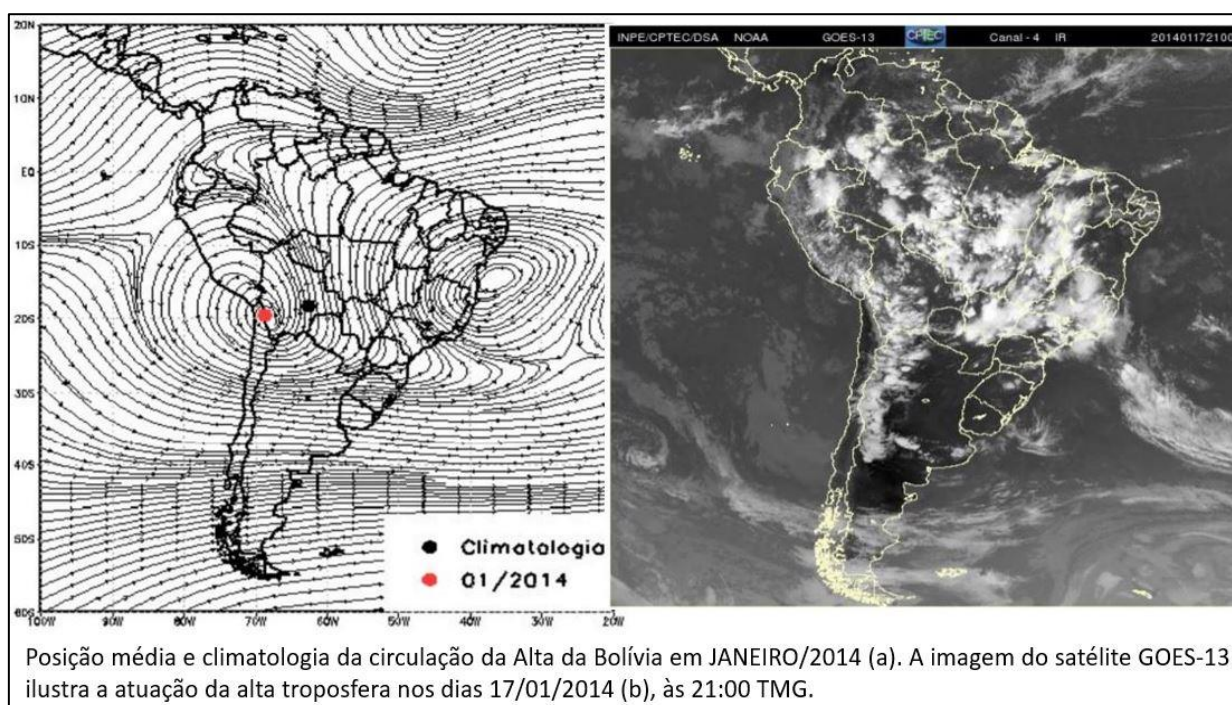 INPE/CPTEC/DSA NOAA GOES-13 CPTEC Canal - 4 IR 201401172100
20N
10N
EQ
10S
20S
30S
40S
50S
60S
100W 90W 80W 70W 60W 50W 40W 30W 20W
Climatologia
01/2014
Posição média e climatologia da circulação da Alta da Bolívia em JANEIRO/2014 (a). A imagem do satélite GOES-13
ilustra a atuação da alta troposfera nos dias 17/01/2014 (b), às 21:00 TMG.